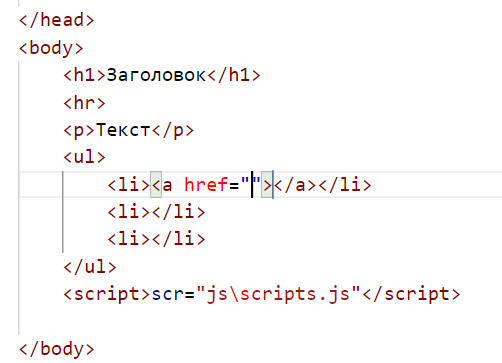 </head>
<body>
<h1>Заголовок</h1>
<hr>
<p>Текст</p>
<ul>
<li><a href=""></a></li>
<li></li>
<li></li>
</ul>
<script>scr="js\scripts.js"</script>
</body>